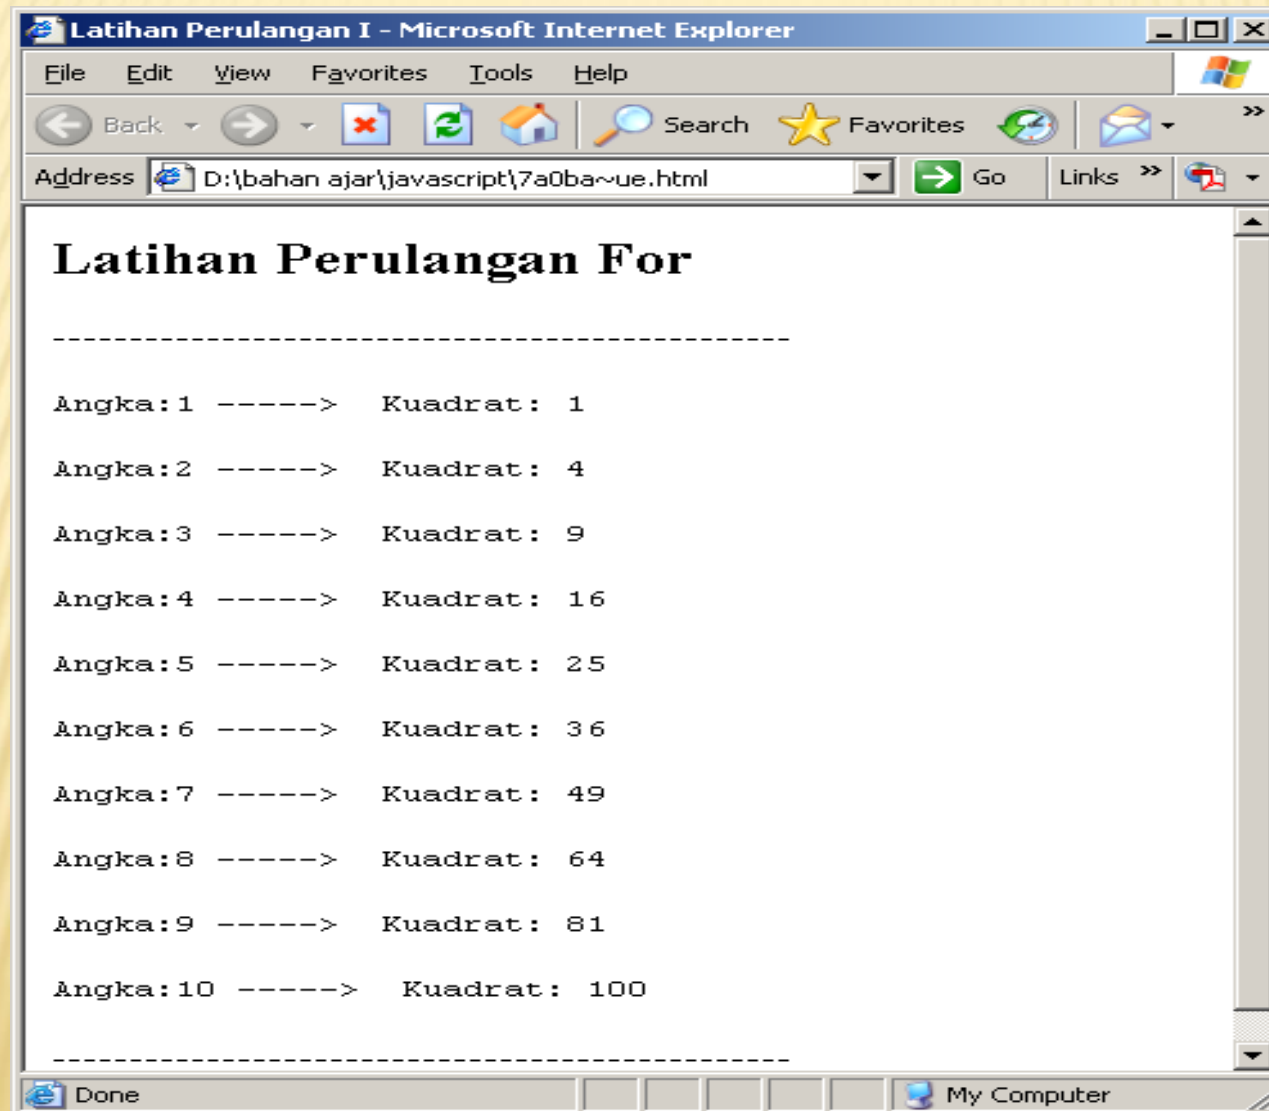 Latihan Perulangan I - Microsoft Internet Explorer
File Edit View Favorites Tools Help
Back Search Favorites »
Address D:\bahan ajar\javascript\7a0ba~ue.html Go Links »
Latihan Perulangan For
------------------------------------------------
Angka:1 -----> Kuadrat: 1
Angka:2 -----> Kuadrat: 4
Angka:3 -----> Kuadrat: 9
Angka:4 -----> Kuadrat: 16
Angka:5 -----> Kuadrat: 25
Angka:6 -----> Kuadrat: 36
Angka:7 -----> Kuadrat: 49
Angka:8 -----> Kuadrat: 64
Angka:9 -----> Kuadrat: 81
Angka:10 -----> Kuadrat: 100
------------------------------------------------
Done My Computer